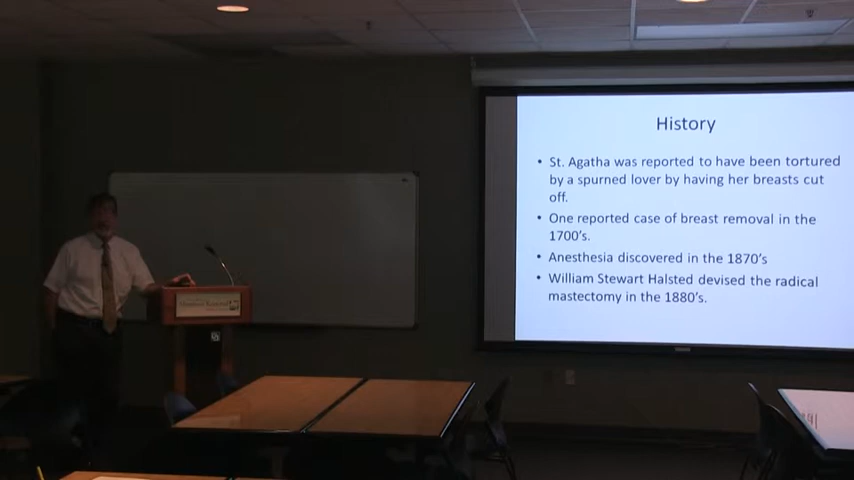 History
• St. Agatha was reported to have been tortured
by a spurned lover by having her breasts cut
off.
• One reported case of breast removal in the
1700's.
• Anesthesia discovered in the 1870's
• William Stewart Halsted devised the radical
mastectomy in the 1880's.